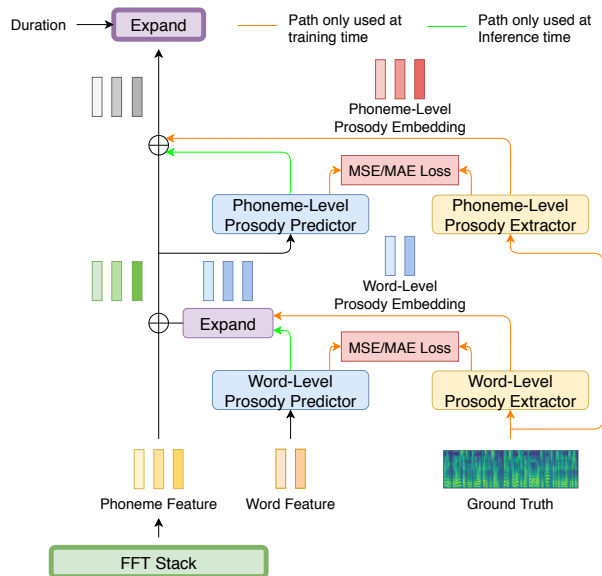 Duration
Expand
Path only used at
training time
Path only used at
Inference time
Phoneme-Level
Prosody Embedding
MSE/MAE Loss
Phoneme-Level
Prosody Predictor
Phoneme-Level
Prosody Extractor
Word-Level
Prosody Embedding
Expand
MSE/MAE Loss
Word-Level
Prosody Predictor
Word-Level
Prosody Extractor
Phoneme Feature
Word Feature
Ground Truth
FFT Stack